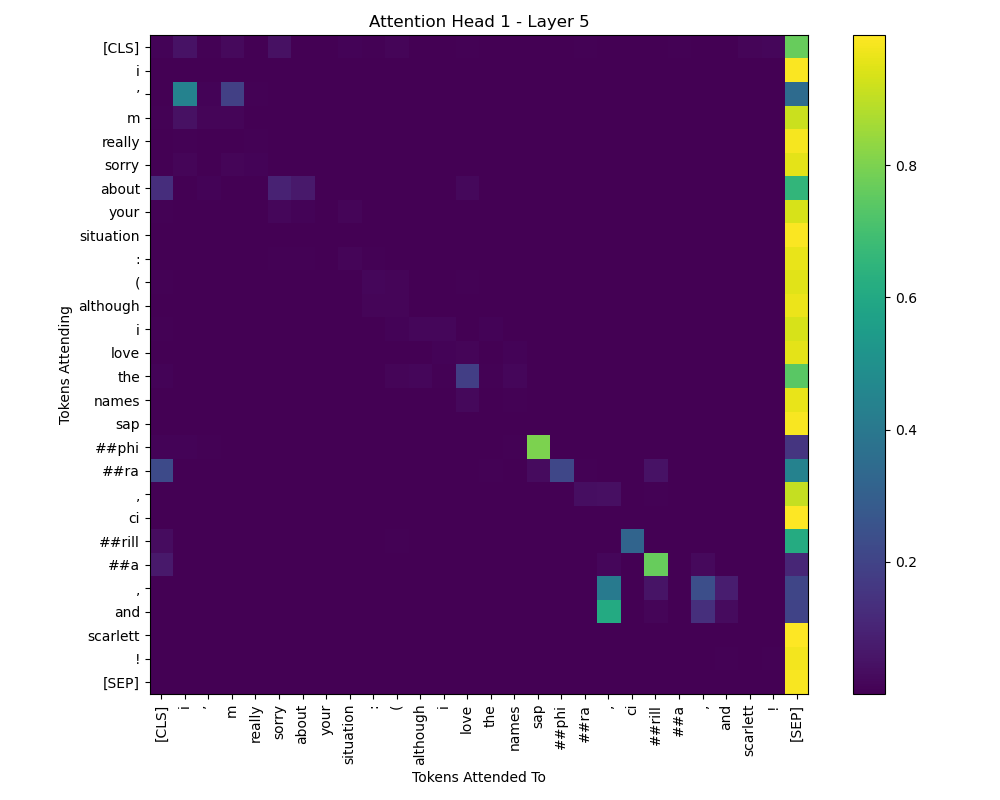 Attention Head 1 - Layer 5
Tokens Attending
[CLS]
i
'
m
really
sorry
about
your
situation
:
(
although
i
love
the
names
sap
##phi
##ra
,
ci
##rill
##a
,
and
scarlett
!
[SEP]
[CLS]
i
'
m
really
sorry
about
your
situation
:
(
although
i
love
the
names
sap
##phi
##ra
,
ci
##rill
##a
,
and
scarlett
!
[SEP]
Tokens Attended To
0.8
0.6
0.4
0.2